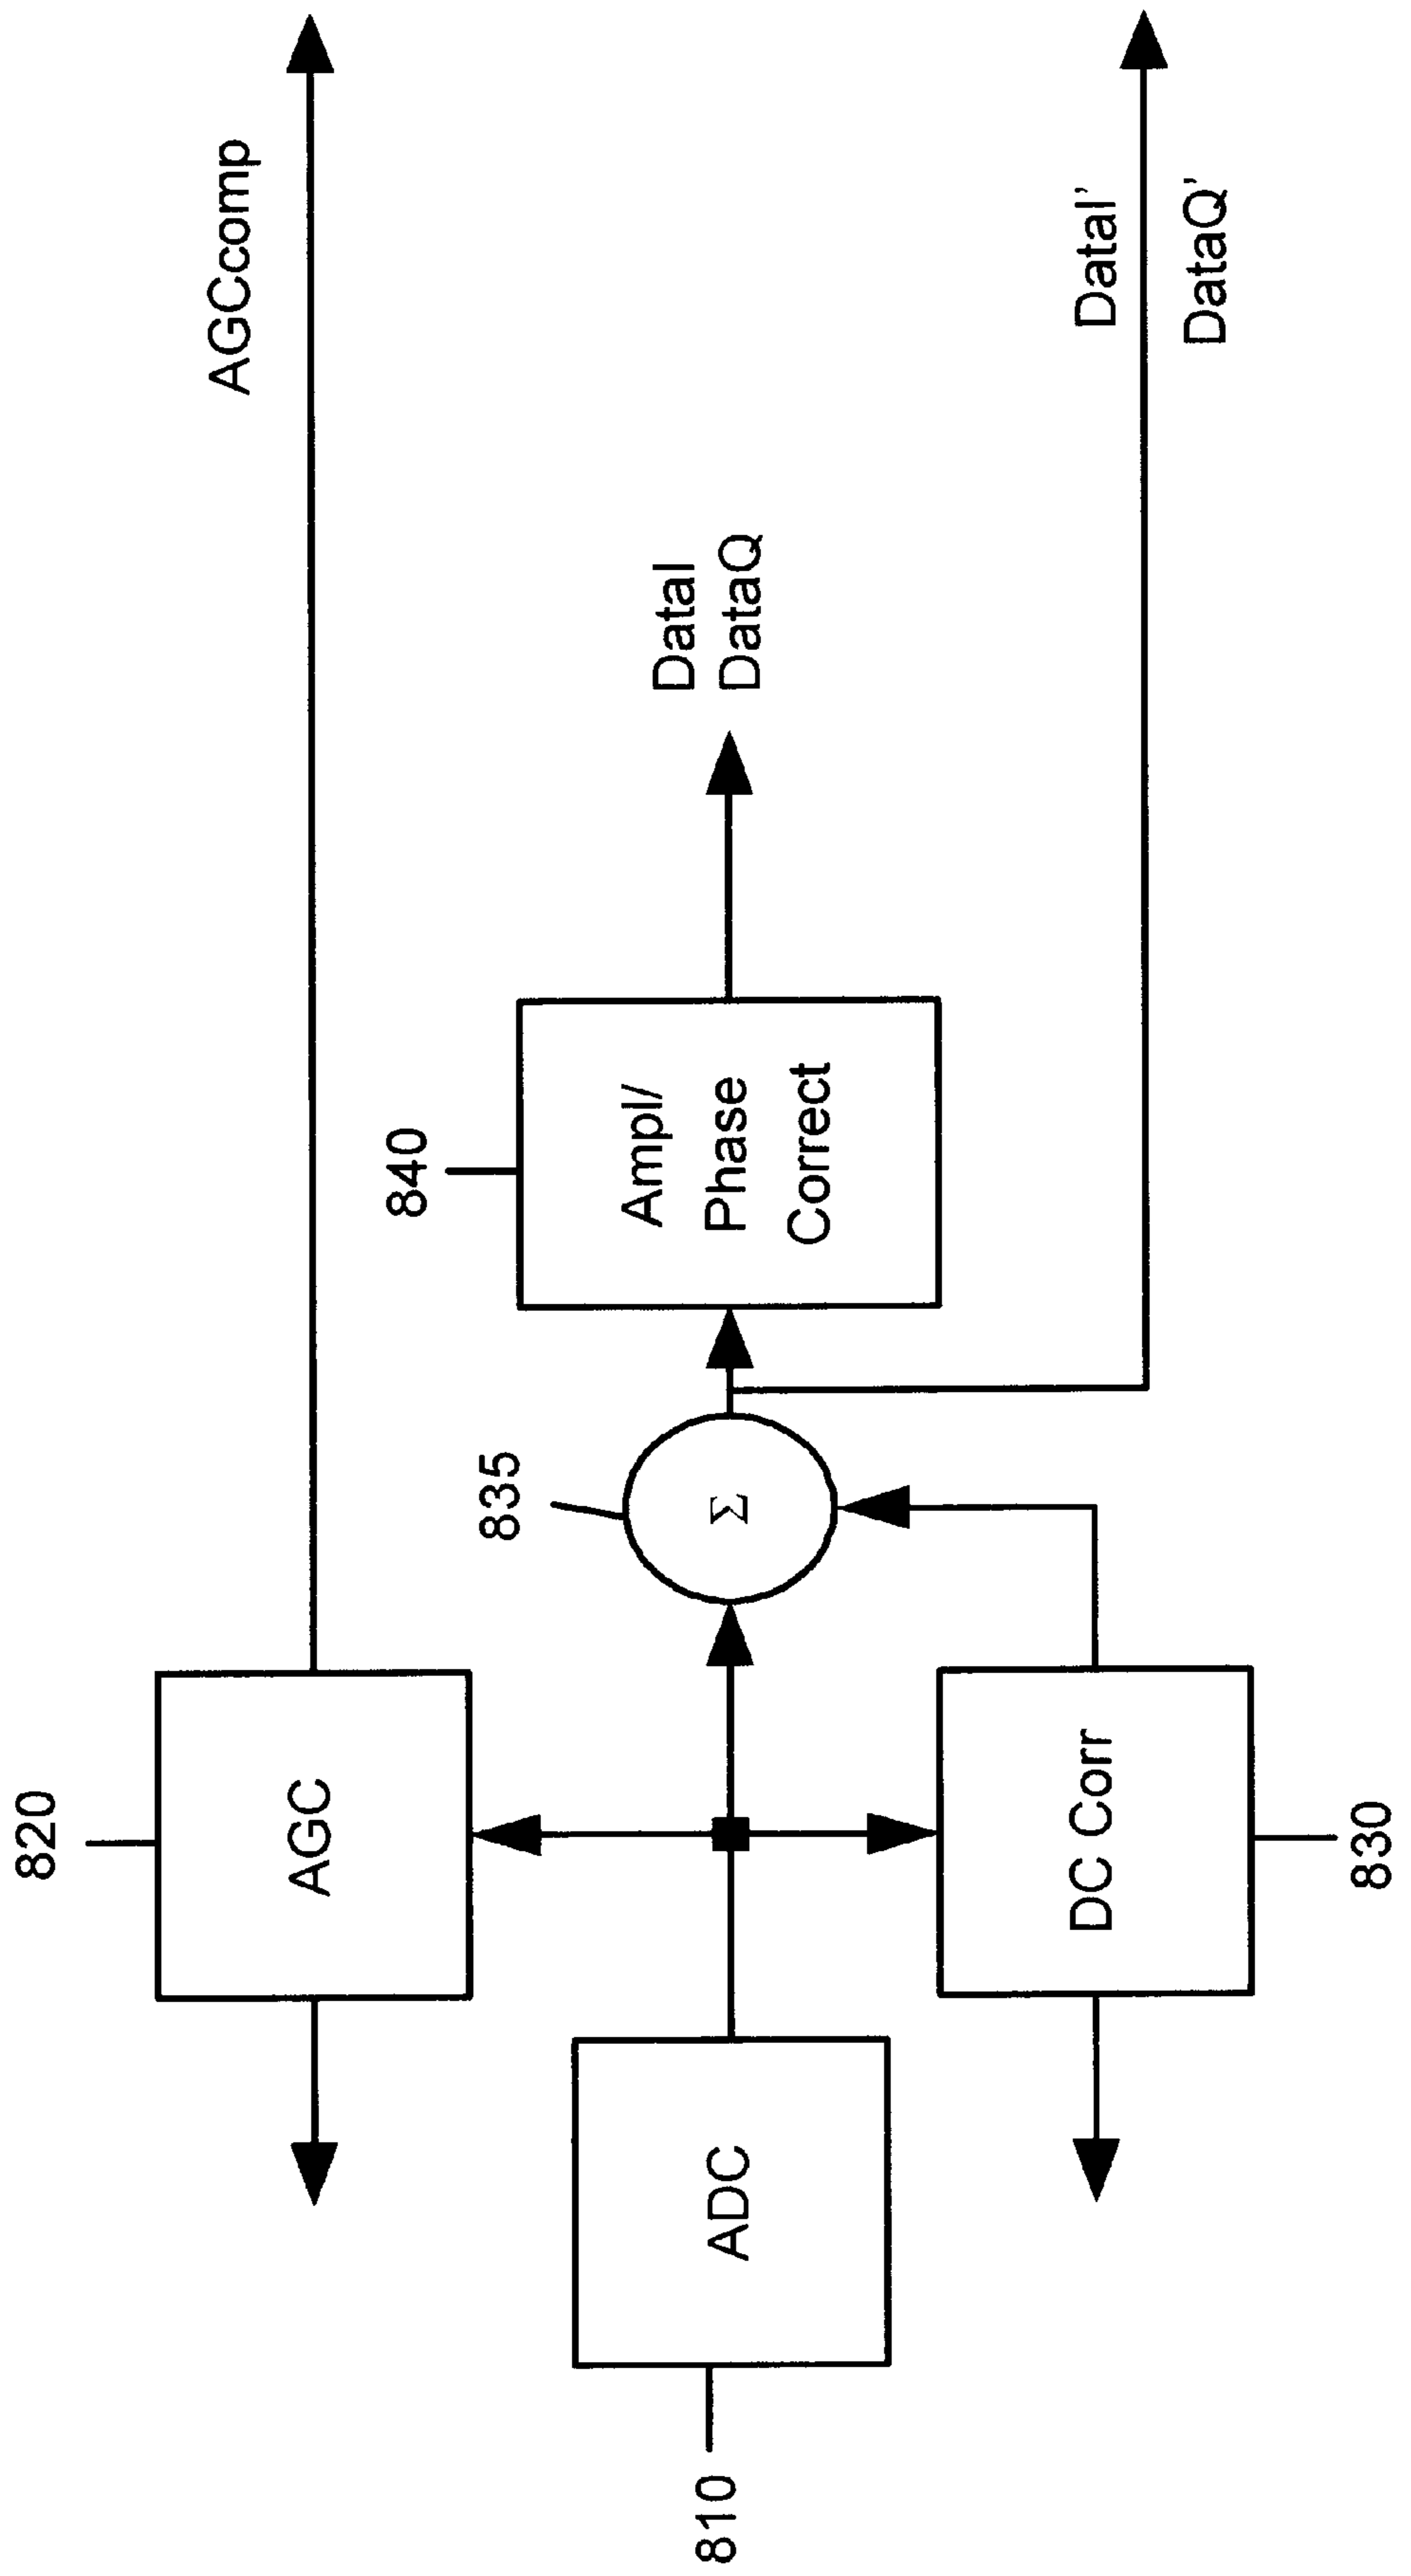 820
AGC
AGCcomp
810
ADC
835
Σ
840
Ampl/
Phase
Correct
DataI
DataQ
830
DC Corr
DataI’
DataQ’